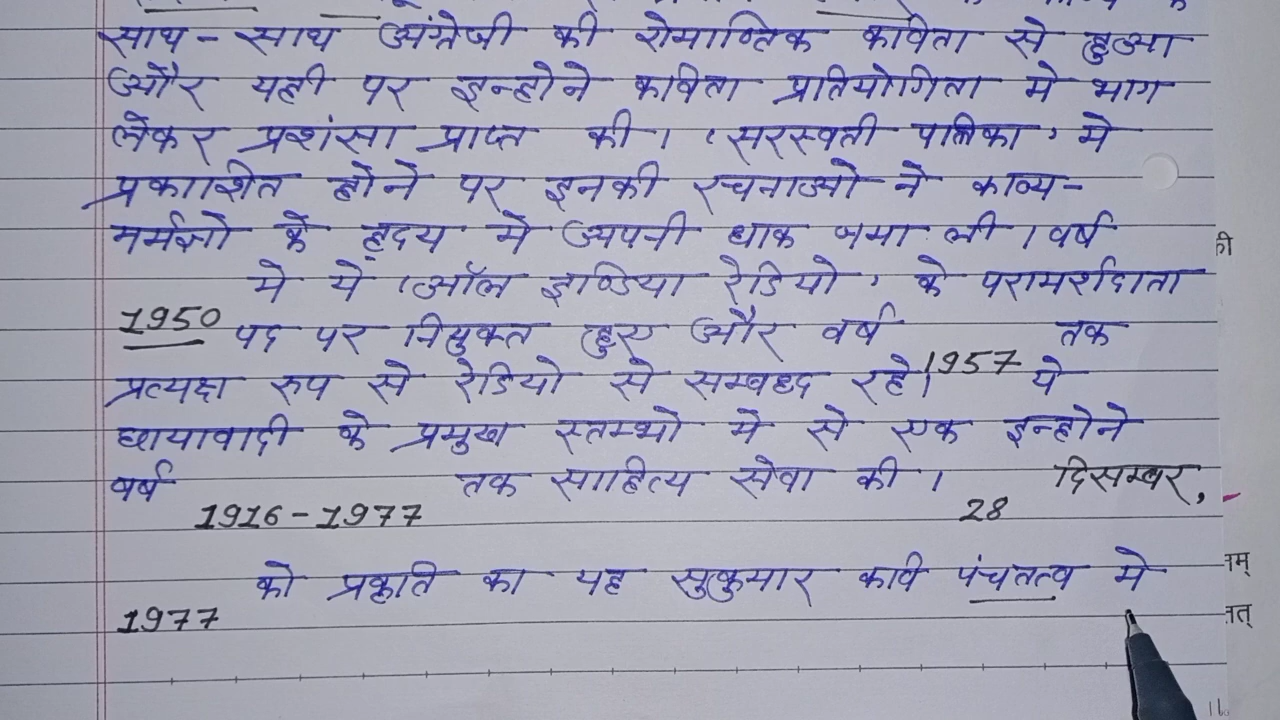 साथ - साथ अंग्रेजी की रोमान्तिक कविता से हुआ
और यही पर इन्होने कविता प्रतियोगिता मे भाग
लेकर प्रशंसा प्राप्त की। 'सरस्वती पत्रिका' मे
प्रकाशित होने पर इनकी रचनाओ ने काव्य-
मर्मज्ञो के हृदय मे अपनी धाक जमा ली। वर्ष
1950 मे ये 'ऑल इण्डिया रेडियो' के परामर्शदाता
पद पर नियुक्त हुए और वर्ष 1957 तक
प्रत्यक्ष रुप से रेडियो से सम्बद्ध रहे। ये
छायावादी के प्रमुख स्तम्भो मे से एक इन्होने
वर्ष 1916-1977 तक साहित्य सेवा की। 28 दिसम्बर,
1977 को प्रकृति का यह सुकुमार कवि पंचतत्व मे
की
नम्